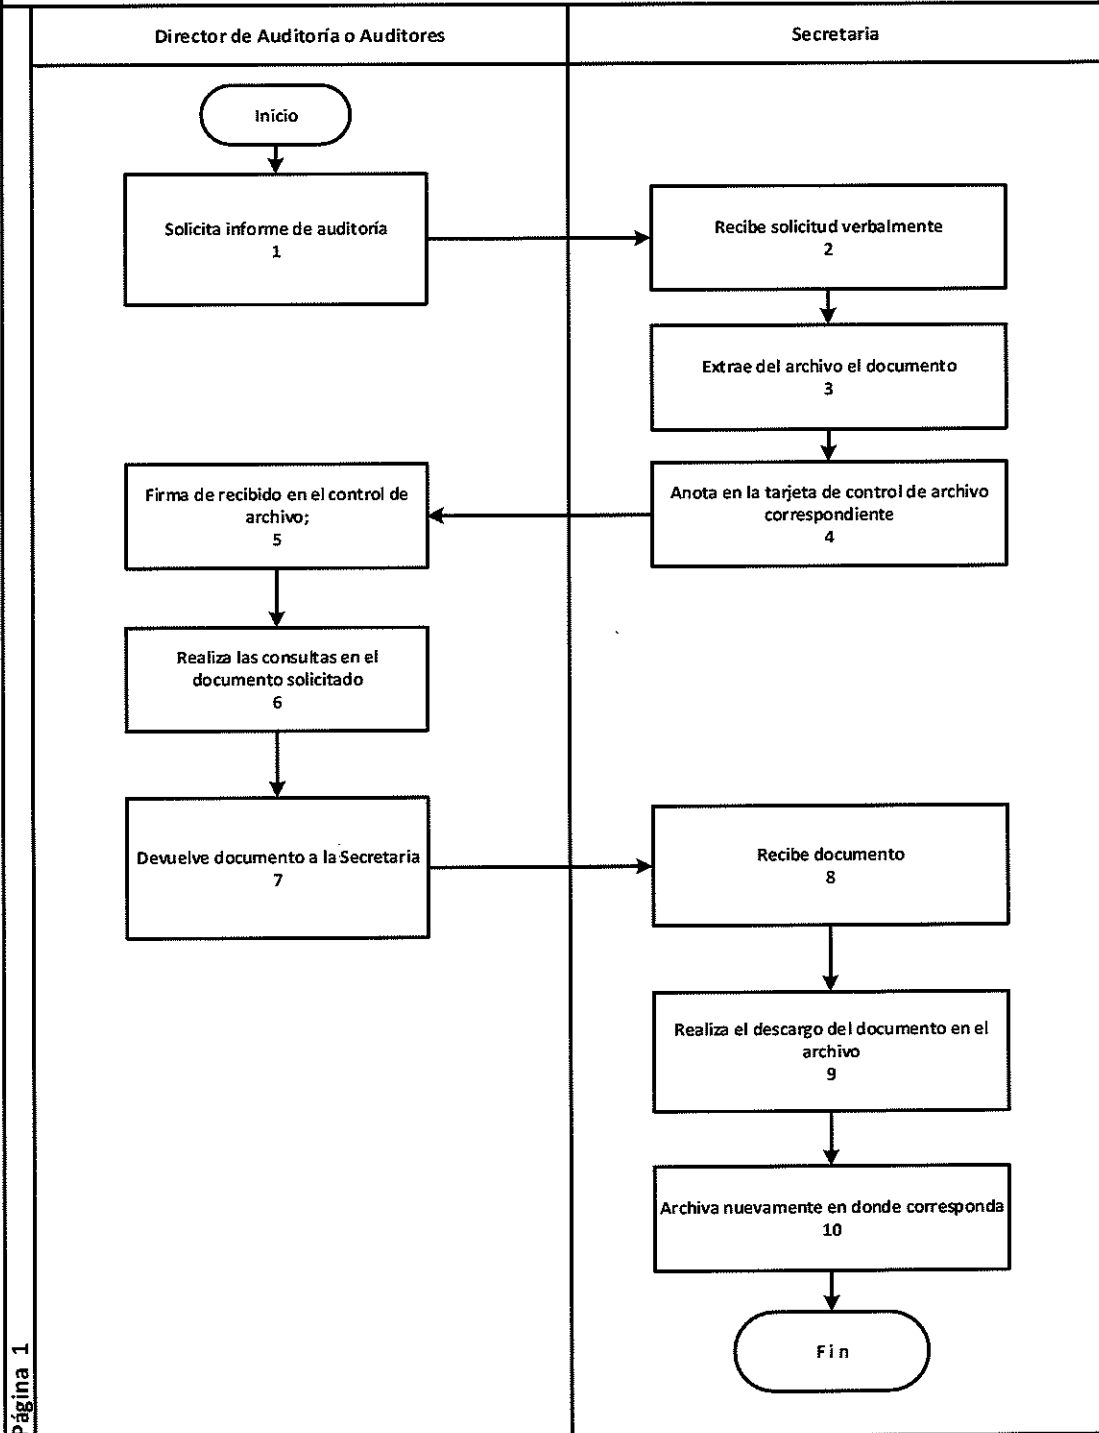 Director de Auditoría o Auditores
Secretaria
Inicio
Solicita informe de auditoría
1
Recibe solicitud verbalmente
2
Extrae del archivo el documento
3
Anota en la tarjeta de control de archivo
correspondiente
4
Firma de recibido en el control de
archivo;
5
Realiza las consultas en el
documento solicitado
6
Devuelve documento a la Secretaria
7
Recibe documento
8
Realiza el descargo del documento en el
archivo
9
Archiva nuevamente en donde corresponda
10
Fin
Página 1